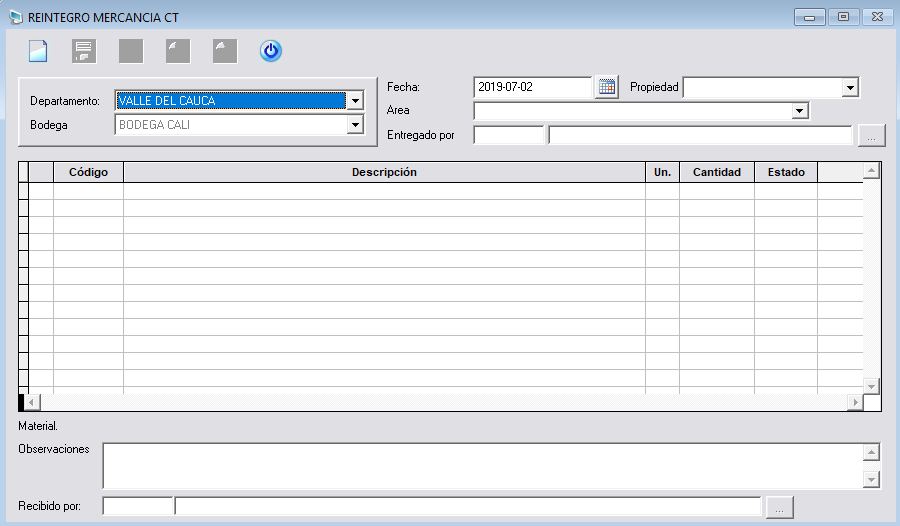 REINTEGRO MERCANCIA CT
Departamento: VALLE DEL CAUCA
Bodega BODEGA CALI
Fecha: 2019-07-02 Propiedad
Area
Entregado por ...
Código Descripción Un. Cantidad Estado
Material.
Observaciones
Recibido por: ...